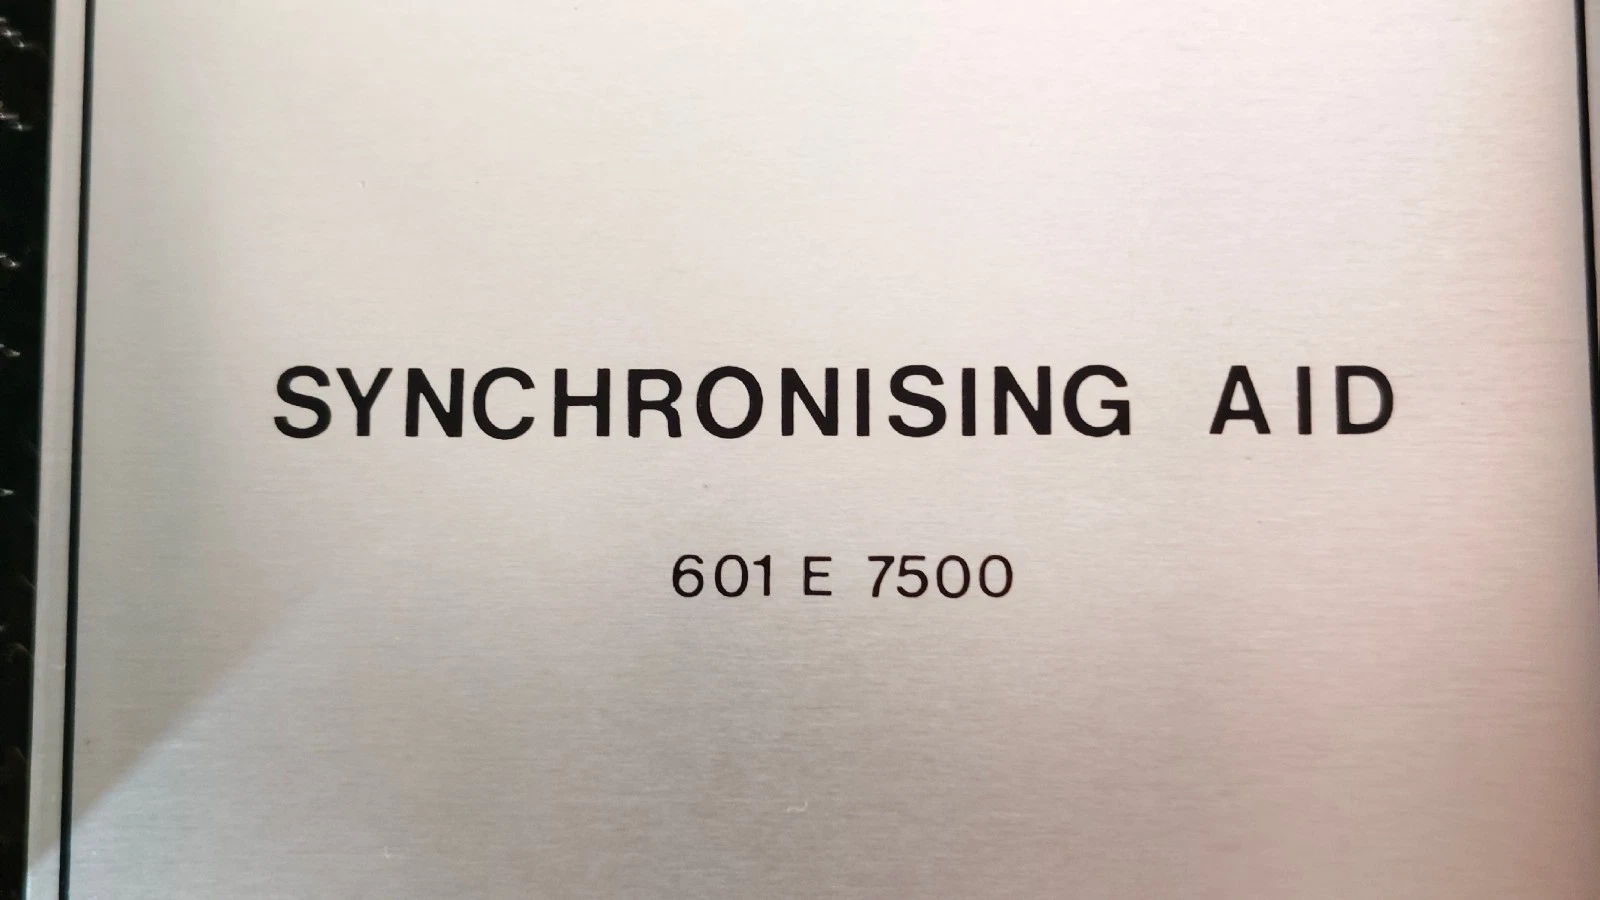 SYNCHRONISING AID
601 E 7500